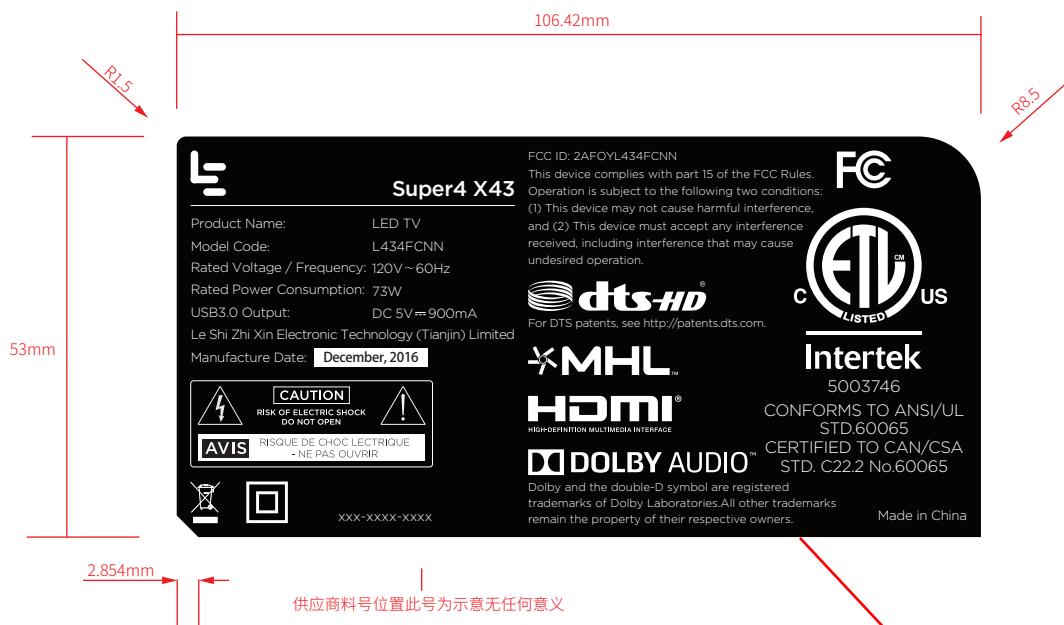 106.42mm
R1.5
R8.5
53mm
2.854mm
LE
Super4 X43
Product Name: LED TV
Model Code: L434FCNN
Rated Voltage / Frequency: 120V~60Hz
Rated Power Consumption: 73W
USB3.0 Output: DC 5V⎓900mA
Le Shi Zhi Xin Electronic Technology (Tianjin) Limited
Manufacture Date: December, 2016
CAUTION
RISK OF ELECTRIC SHOCK
DO NOT OPEN
AVIS
RISQUE DE CHOC LECTRIQUE
- NE PAS OUVRIR
xxx-xxxx-xxxx
FCC ID: 2AFOYL434FCNN
This device complies with part 15 of the FCC Rules.
Operation is subject to the following two conditions:
(1) This device may not cause harmful interference,
and (2) This device must accept any interference
received, including interference that may cause
undesired operation.
dts-HD®
For DTS patents, see http://patents.dts.com.
MHL™
HDMI®
HIGH-DEFINITION MULTIMEDIA INTERFACE
DOLBY AUDIO™
Dolby and the double-D symbol are registered
trademarks of Dolby Laboratories.All other trademarks
remain the property of their respective owners.
FCC
ETL CM
C US
LISTED
Intertek
5003746
CONFORMS TO ANSI/UL
STD.60065
CERTIFIED TO CAN/CSA
STD. C22.2 No.60065
Made in China
供应商料号位置此号为示意无任何意义